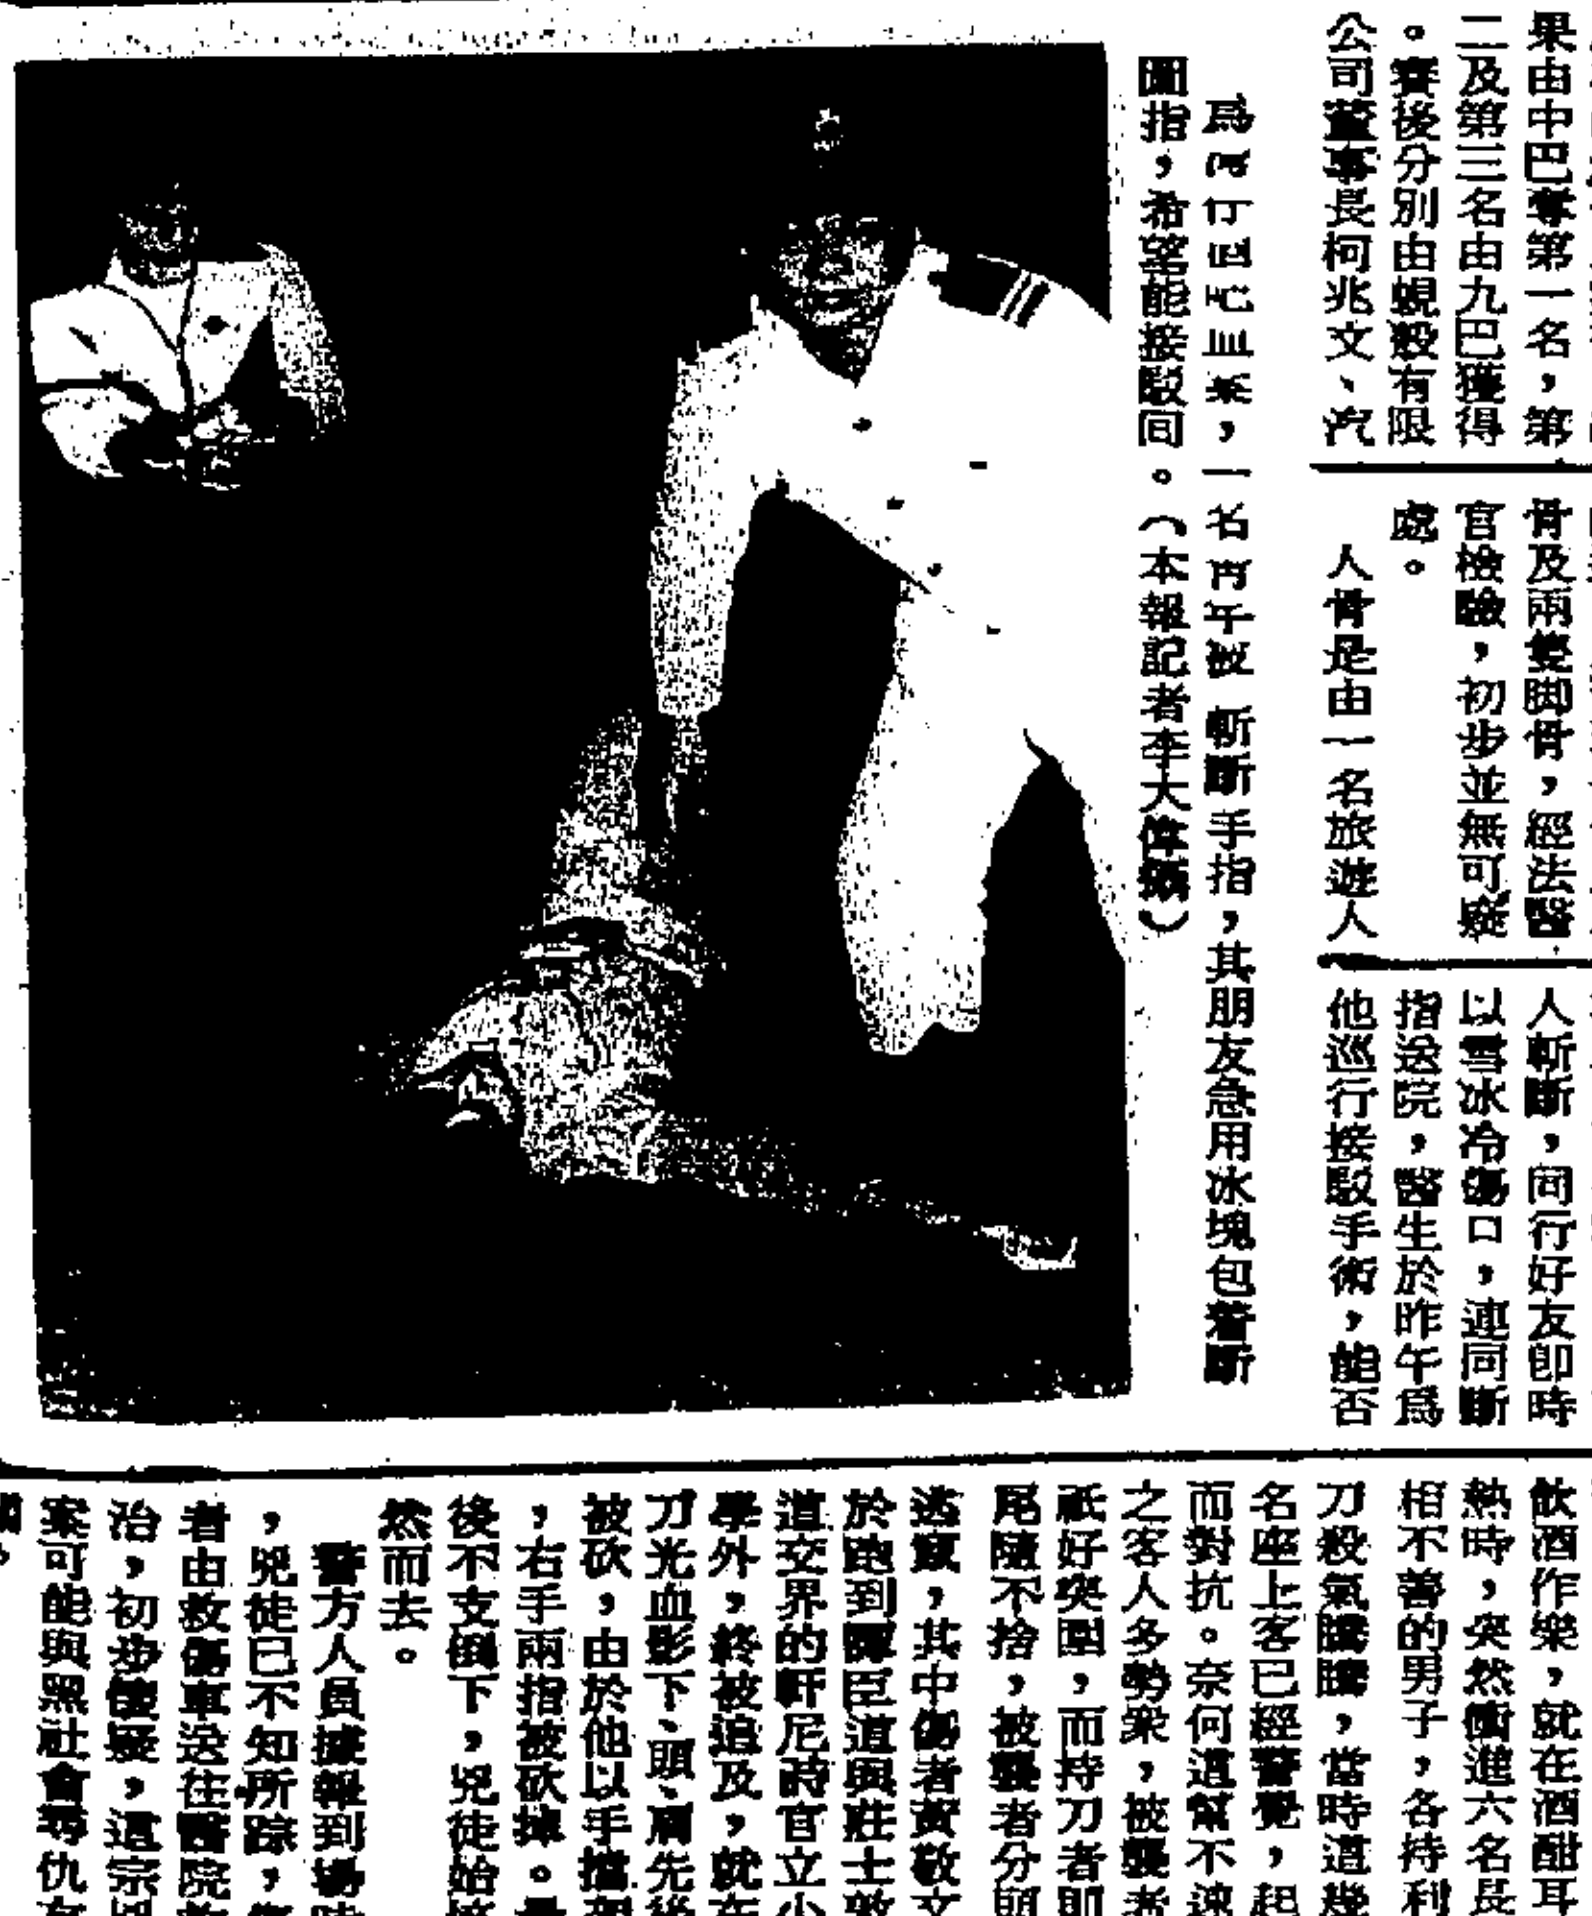 果由中巴奪第一名，第
二及第三名由九巴獲得
。賽後分別由蜆殼有限
公司董事長柯兆文、汽
骨及兩隻脚骨，經法醫
官檢驗，初步並無可疑
處。
人骨是由一名旅遊人
人斬斷，同行好友卽時
以雪冰冷傷口，連同斷
指送院，醫生於昨午爲
他巡行接駁手術，能否
血案，一名靑年被斬斷手指，其朋友急用冰塊包着斷
圖指，希望能接駁囘。（本報記者李大偉攝）
飲酒作樂，就在酒酣耳
熱時，突然衝進六名長
相不善的男子，各持利
刀殺氣騰騰，當時這幾
名座上客已經警覺，起
而對抗。奈何這幫不速
之客人多勢衆，被襲者
祇好突圍，而持刀者則
尾隨不捨，被襲者分頭
逃竄，其中傷者黃敬文
於跑到譚臣道與莊士敦
道交界的軒尼詩官立小
學外，終被追及，就在
刀光血影下、頭、肩先後
被砍，由於他以手擋架
，右手兩指被砍掉。最
後不支倒下，兇徒始
然而去。
警方人員據報到場時
，兇徒已不知所踪，傷
者由救傷車送往醫院救
治，初步懷疑，這宗兇
案可能與黑社會尋仇有